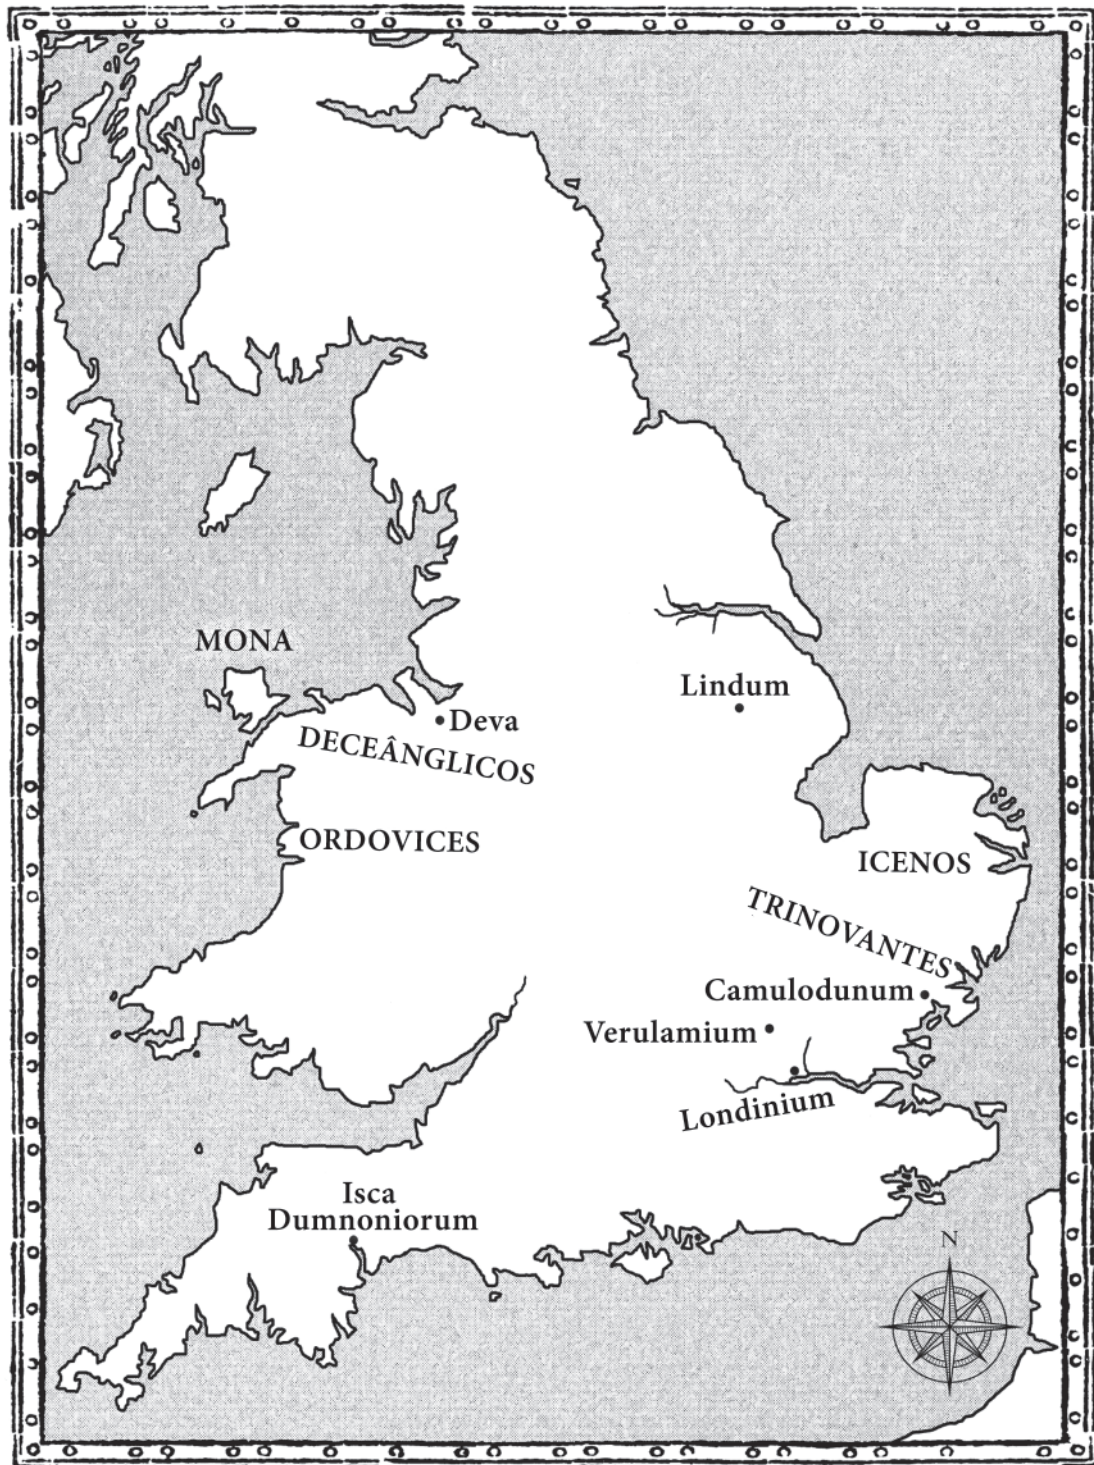 MONA
Lindum
Deva
DECEÂNGLICOS
ORDOVICES
ICENOS
TRINOVANTES
Camulodunum
Verulamium
Londinium
Isca
Dumnoniorum
N